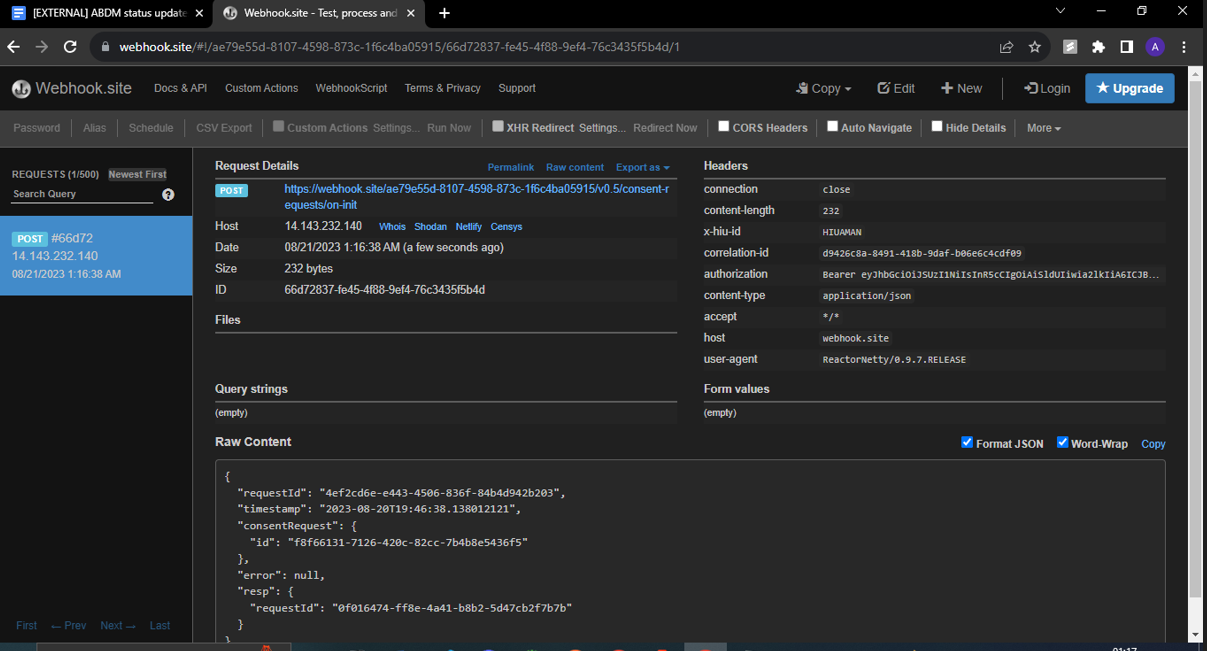 [EXTERNAL] ABDM status update
Webhook.site - Test, process and
webhook.site/#!/ae79e55d-8107-4598-873c-1f6c4ba05915/66d72837-fe45-4f88-9ef4-76c3435f5b4d/1
A
Webhook.site Docs & API Custom Actions WebhookScript Terms & Privacy Support Copy Edit New Login Upgrade
Password Alias Schedule CSV Export Custom Actions Settings... Run Now XHR Redirect Settings... Redirect Now CORS Headers Auto Navigate Hide Details More
REQUESTS (1/500) Newest First
Search Query
POST #66d72
14.143.232.140
08/21/2023 1:16:38 AM
First ← Prev Next → Last
Request Details Permalink Raw content Export as
POST https://webhook.site/ae79e55d-8107-4598-873c-1f6c4ba05915/v0.5/consent-r
equests/on-init
Host 14.143.232.140 Whois Shodan Netlify Censys
Date 08/21/2023 1:16:38 AM (a few seconds ago)
Size 232 bytes
ID 66d72837-fe45-4f88-9ef4-76c3435f5b4d
Files
Headers
connection close
content-length 232
x-hiu-id HIUAMAN
correlation-id d9426c8a-8491-418b-9daf-b06e6c4cdf09
authorization Bearer eyJhbGciOiJSUzI1NiIsInR5cCIgOiAiSldUIiwia2lkIiA6ICJB...
content-type application/json
accept */*
host webhook.site
user-agent ReactorNetty/0.9.7.RELEASE
Query strings
(empty)
Form values
(empty)
Raw Content Format JSON Word-Wrap Copy
{
"requestId": "4ef2cd6e-e443-4506-836f-84b4d942b203",
"timestamp": "2023-08-20T19:46:38.138012121",
"consentRequest": {
"id": "f8f66131-7126-420c-82cc-7b4b8e5436f5"
},
"error": null,
"resp": {
"requestId": "0f016474-ff8e-4a41-b8b2-5d47cb2f7b7b"
}
}
01:17